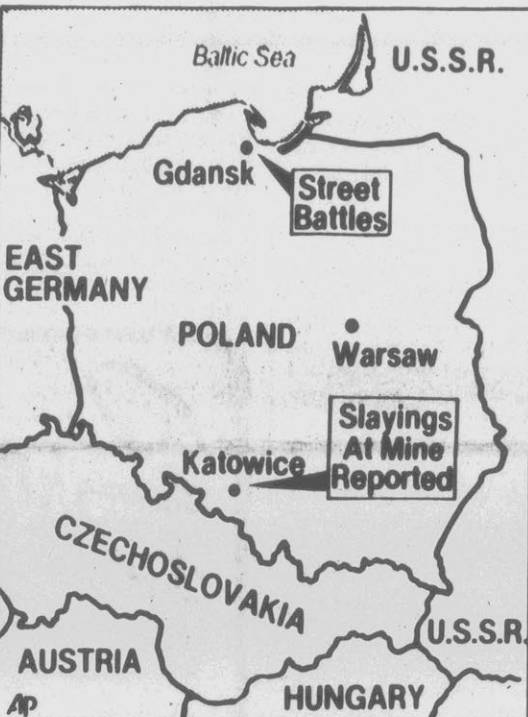 Baltic Sea
U.S.S.R.
Gdansk
Street
Battles
EAST
GERMANY
POLAND
Warsaw
Slayings
At Mine
Reported
Katowice
CZECHOSLOVAKIA
U.S.S.R.
AUSTRIA
HUNGARY
AP